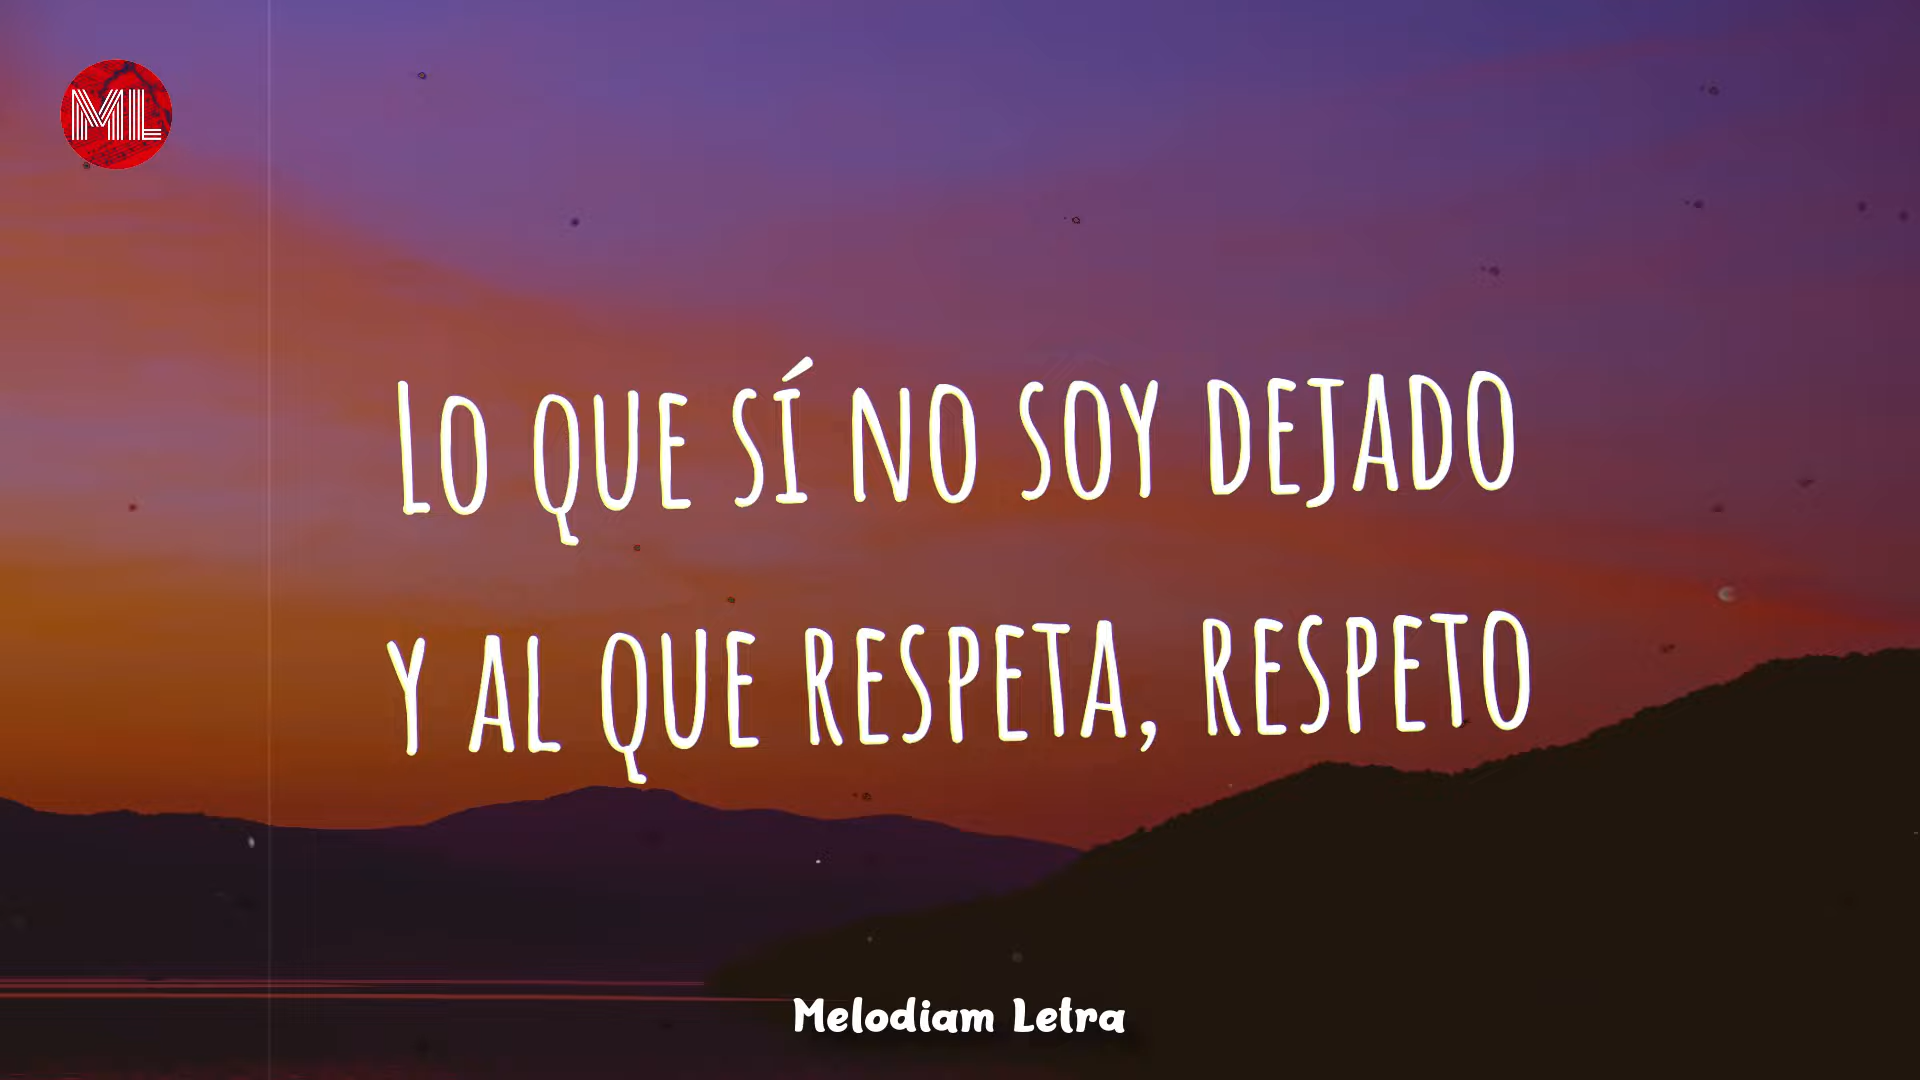 ML
Lo que sí no soy dejado
y al que respeta, respeto
Melodiam Letra